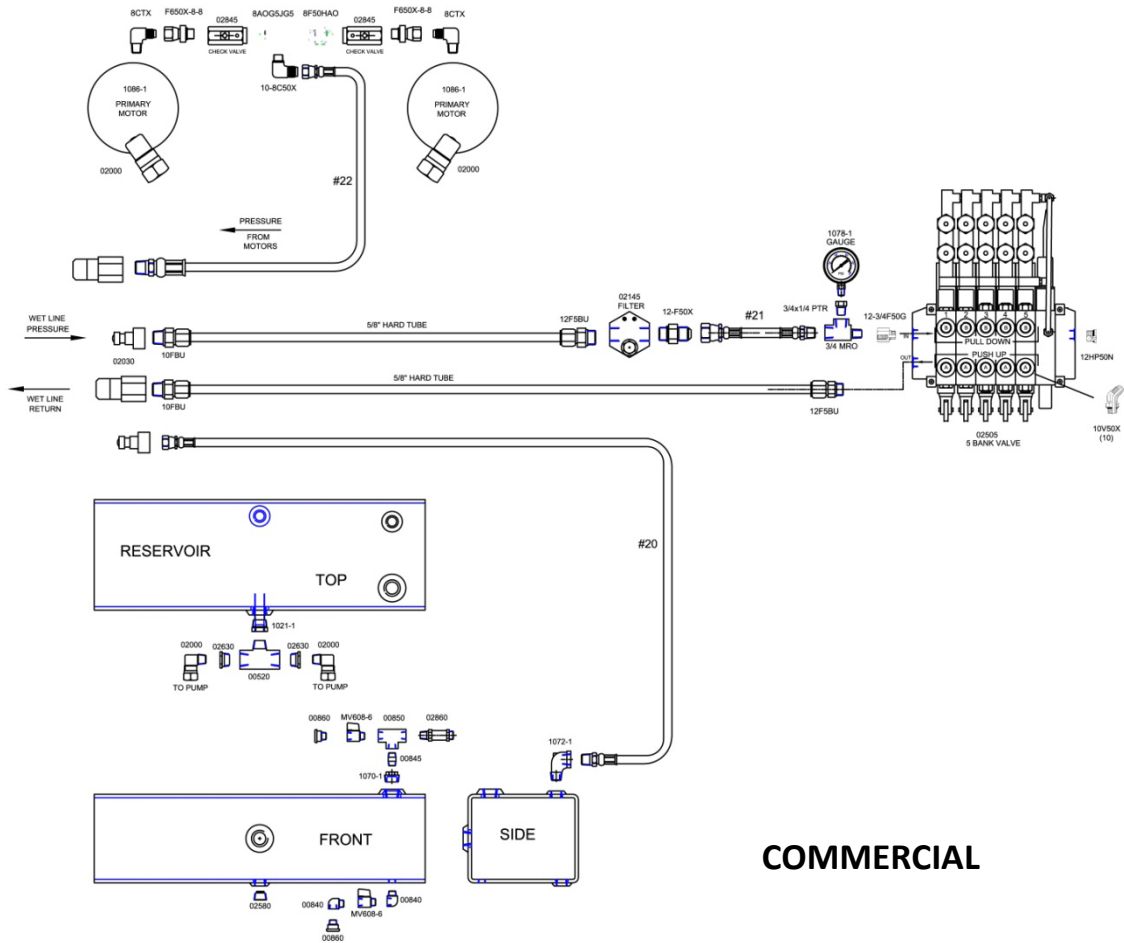 8CTX
F650X-8-8
02845
8AOG5JG5
8F50HAO
02845
F650X-8-8
8CTX
CHECK VALVE
CHECK VALVE
10-8C50X
1086-1
PRIMARY
MOTOR
1086-1
PRIMARY
MOTOR
02000
02000
#22
PRESSURE
FROM
MOTORS
1078-1
GAUGE
WET LINE
PRESSURE
02030
10FBU
5/8" HARD TUBE
12F5BU
02145
FILTER
12-F50X
#21
3/4x1/4 PTR
3/4 MRO
12-3/4F50G
IN
OUT
1
2
3
4
5
PULL DOWN
PUSH UP
12HP50N
WET LINE
RETURN
10FBU
5/8" HARD TUBE
12F5BU
02505
5 BANK VALVE
10V50X
(10)
#20
RESERVOIR
TOP
1021-1
02000
02630
02630
02000
00520
TO PUMP
TO PUMP
00860
MV608-6
00850
02860
00845
1070-1
1072-1
FRONT
SIDE
02580
00840
MV608-6
00840
00860
COMMERCIAL